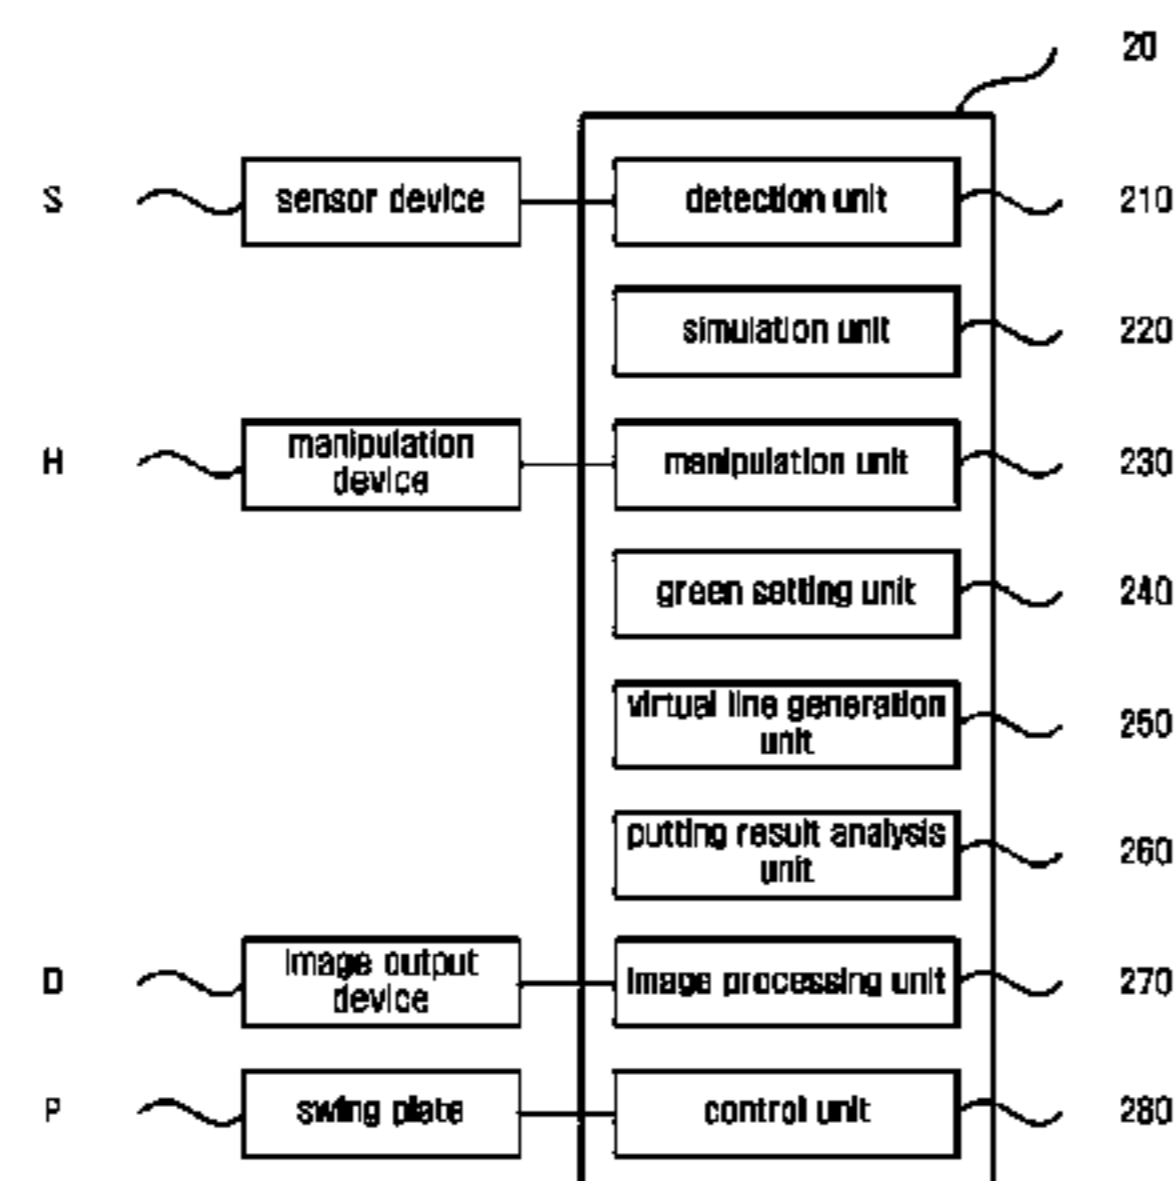 20
S sensor device detection unit 210
simulation unit 220
H manipulation device manipulation unit 230
green setting unit 240
virtual line generation unit 250
putting result analysis unit 260
D image output device image processing unit 270
P swing plate control unit 280